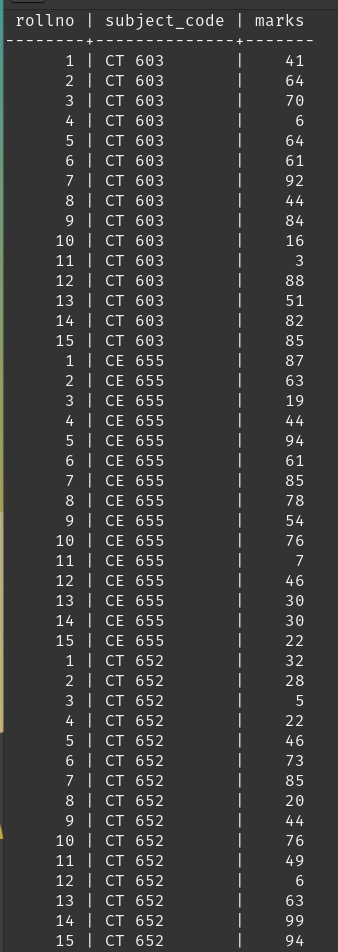 rollno | subject_code | marks
--------+--------------+-------
1 | CT 603 | 41
2 | CT 603 | 64
3 | CT 603 | 70
4 | CT 603 | 6
5 | CT 603 | 64
6 | CT 603 | 61
7 | CT 603 | 92
8 | CT 603 | 44
9 | CT 603 | 84
10 | CT 603 | 16
11 | CT 603 | 3
12 | CT 603 | 88
13 | CT 603 | 51
14 | CT 603 | 82
15 | CT 603 | 85
1 | CE 655 | 87
2 | CE 655 | 63
3 | CE 655 | 19
4 | CE 655 | 44
5 | CE 655 | 94
6 | CE 655 | 61
7 | CE 655 | 85
8 | CE 655 | 78
9 | CE 655 | 54
10 | CE 655 | 76
11 | CE 655 | 7
12 | CE 655 | 46
13 | CE 655 | 30
14 | CE 655 | 30
15 | CE 655 | 22
1 | CT 652 | 32
2 | CT 652 | 28
3 | CT 652 | 5
4 | CT 652 | 22
5 | CT 652 | 46
6 | CT 652 | 73
7 | CT 652 | 85
8 | CT 652 | 20
9 | CT 652 | 44
10 | CT 652 | 76
11 | CT 652 | 49
12 | CT 652 | 6
13 | CT 652 | 63
14 | CT 652 | 99
15 | CT 652 | 94